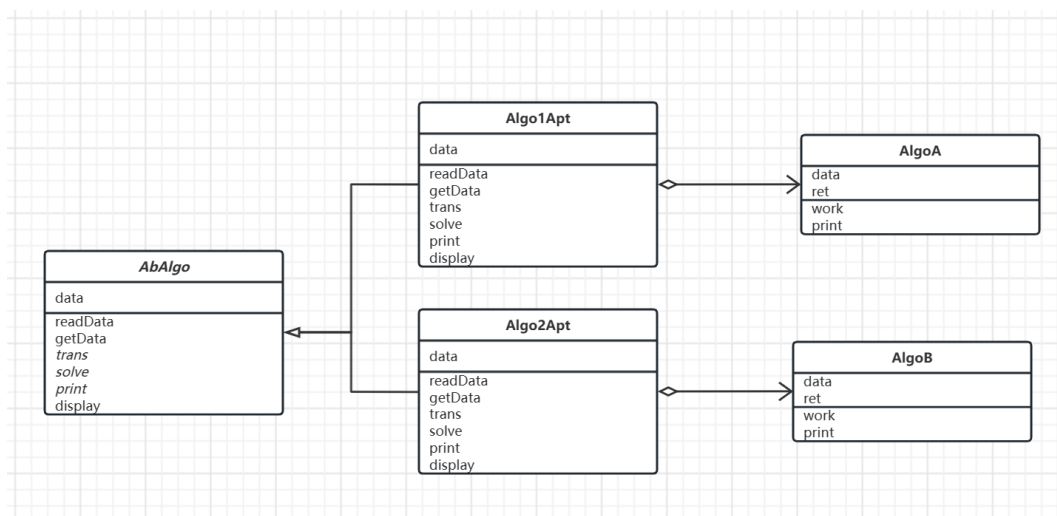 AbAlgo
data
readData
getData
trans
solve
print
display
Algo1Apt
data
readData
getData
trans
solve
print
display
Algo2Apt
data
readData
getData
trans
solve
print
display
AlgoA
data
ret
work
print
AlgoB
data
ret
work
print